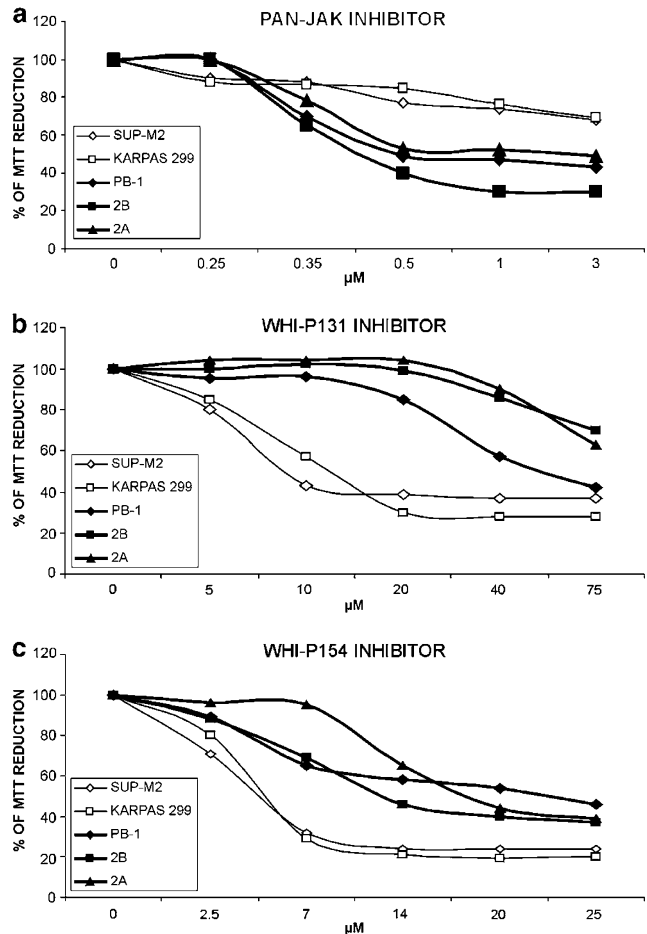 a
PAN-JAK INHIBITOR
% OF MTT REDUCTION
120
100
80
60
40
20
0
SUP-M2
KARPAS 299
PB-1
2B
2A
0 0.25 0.35 0.5 1 3
µM
b
WHI-P131 INHIBITOR
% OF MTT REDUCTION
120
100
80
60
40
20
0
SUP-M2
KARPAS 299
PB-1
2B
2A
0 5 10 20 40 75
µM
c
WHI-P154 INHIBITOR
% OF MTT REDUCTION
120
100
80
60
40
20
0
SUP-M2
KARPAS 299
PB-1
2B
2A
0 2.5 7 14 20 25
µM